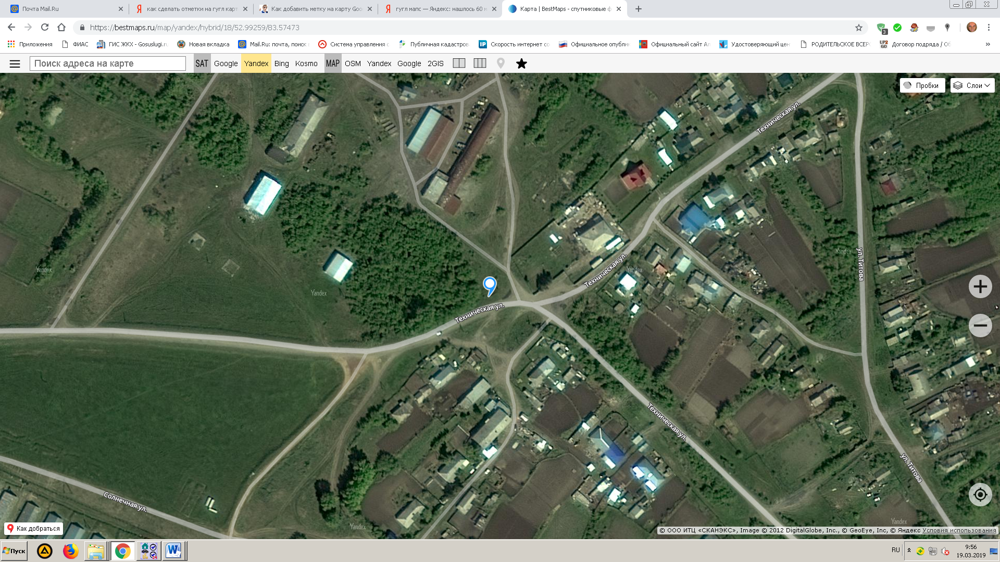 Почта Mail.Ru
как сделать отметки на гугл карт
Как добавить метку на карту Goo
гугл мапс — Яндекс: нашлось 60 м
Карта | BestMaps - спутниковые ф
https://bestmaps.ru/map/yandex/hybrid/18/52.99259/83.57473
3
Приложения
ФИАС
ГИС ЖКХ - Gosuslugi.ru
Новая вкладка
Mail.Ru: почта, поиск
Система управления
Публичная кадастров
Скорость интернет со
Официальное опублик
Официальный сайт Ал
Удостоверяющий цен
РОДИТЕЛЬСКОЕ ВСЕРО
Договор подряда / Об
Поиск адреса на карте
SAT Google Yandex Bing Kosmo MAP OSM Yandex Google 2GIS
Пробки
Слои
Техническая ул.
Техническая ул.
Техническая ул.
Техническая ул.
ул. Титова
ул. Титова
Солнечная ул.
Yandex
Yandex
Yandex
Yandex
Yandex
Yandex
Как добраться
© ООО ИТЦ «СКАНЭКС», Image © 2012 DigitalGlobe, Inc., © GeoEye, Inc, © Яндекс Условия использования
Пуск
RU
9:56
19.03.2019